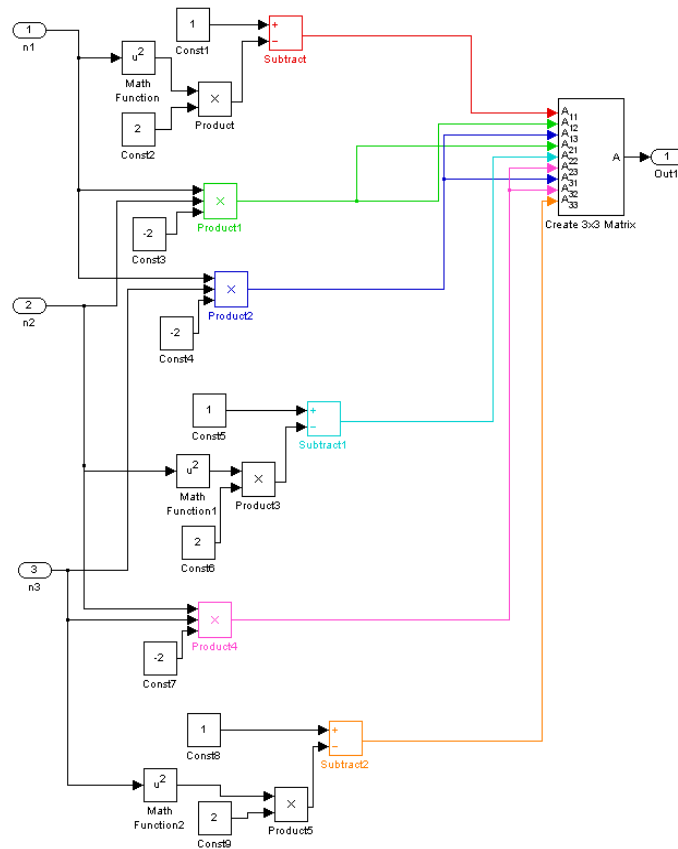 1
n1
u²
Math
Function
1
Const1
2
Const2
×
Product
+
−
Subtract
-2
Const3
×
Product1
2
n2
-2
Const4
×
Product2
1
Const5
+
−
Subtract1
u²
Math
Function1
2
Const6
×
Product3
3
n3
-2
Const7
×
Product4
1
Const8
+
−
Subtract2
u²
Math
Function2
2
Const9
×
Product5
A₁₁
A₁₂
A₁₃
A₂₁
A₂₂
A₂₃
A₃₁
A₃₂
A₃₃
A
Create 3x3 Matrix
1
Out1